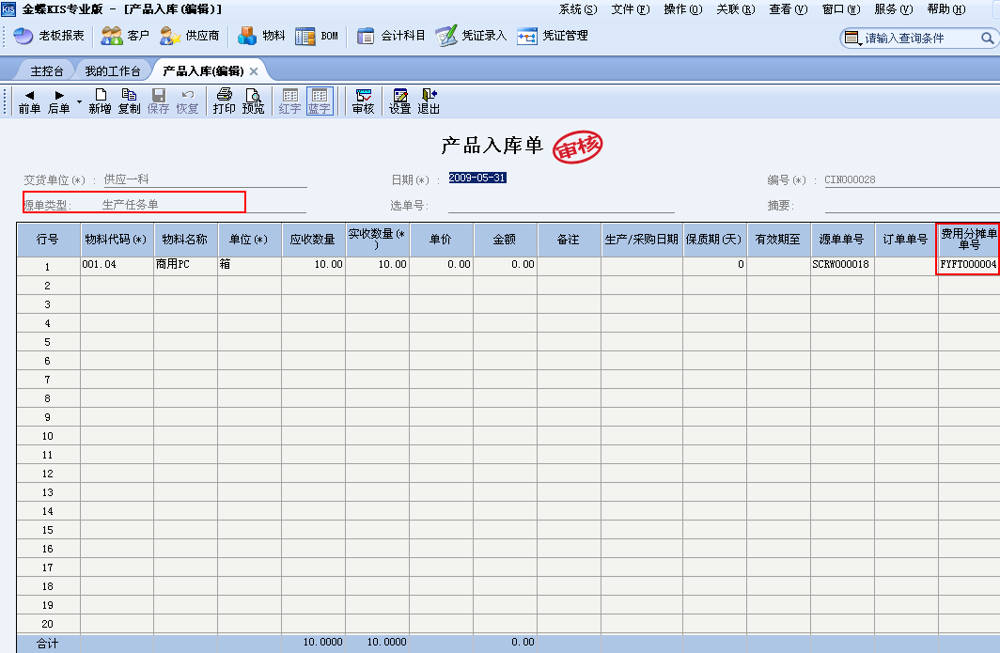 KIS 金蝶KIS专业版 - [产品入库(编辑)] 系统(S) 文件(F) 操作(O) 关联(R) 查看(V) 窗口(W) 服务(V) 帮助(H)
老板报表 客户 供应商 物料 BOM 会计科目 凭证录入 凭证管理 请输入查询条件
主控台 我的工作台 产品入库(编辑)
前单 后单 新增 复制 保存 恢复 打印 预览 红字 蓝字 审核 设置 退出
产品入库单 审核
交货单位(*) : 供应一科 日期(*) : 2009-05-31 编号(*) : CIN000028
源单类型: 生产任务单 选单号: 摘要:
行号 物料代码(*) 物料名称 单位(*) 应收数量 实收数量(*) 单价 金额 备注 生产/采购日期 保质期(天) 有效期至 源单单号 订单单号 费用分摊单单号
1 001.04 商用PC 箱 10.00 10.00 0.00 0.00 0 SCRW000018 FYFT000004
2
3
4
5
6
7
8
9
10
11
12
13
14
15
16
17
18
19
20
合计 10.0000 10.0000 0.00